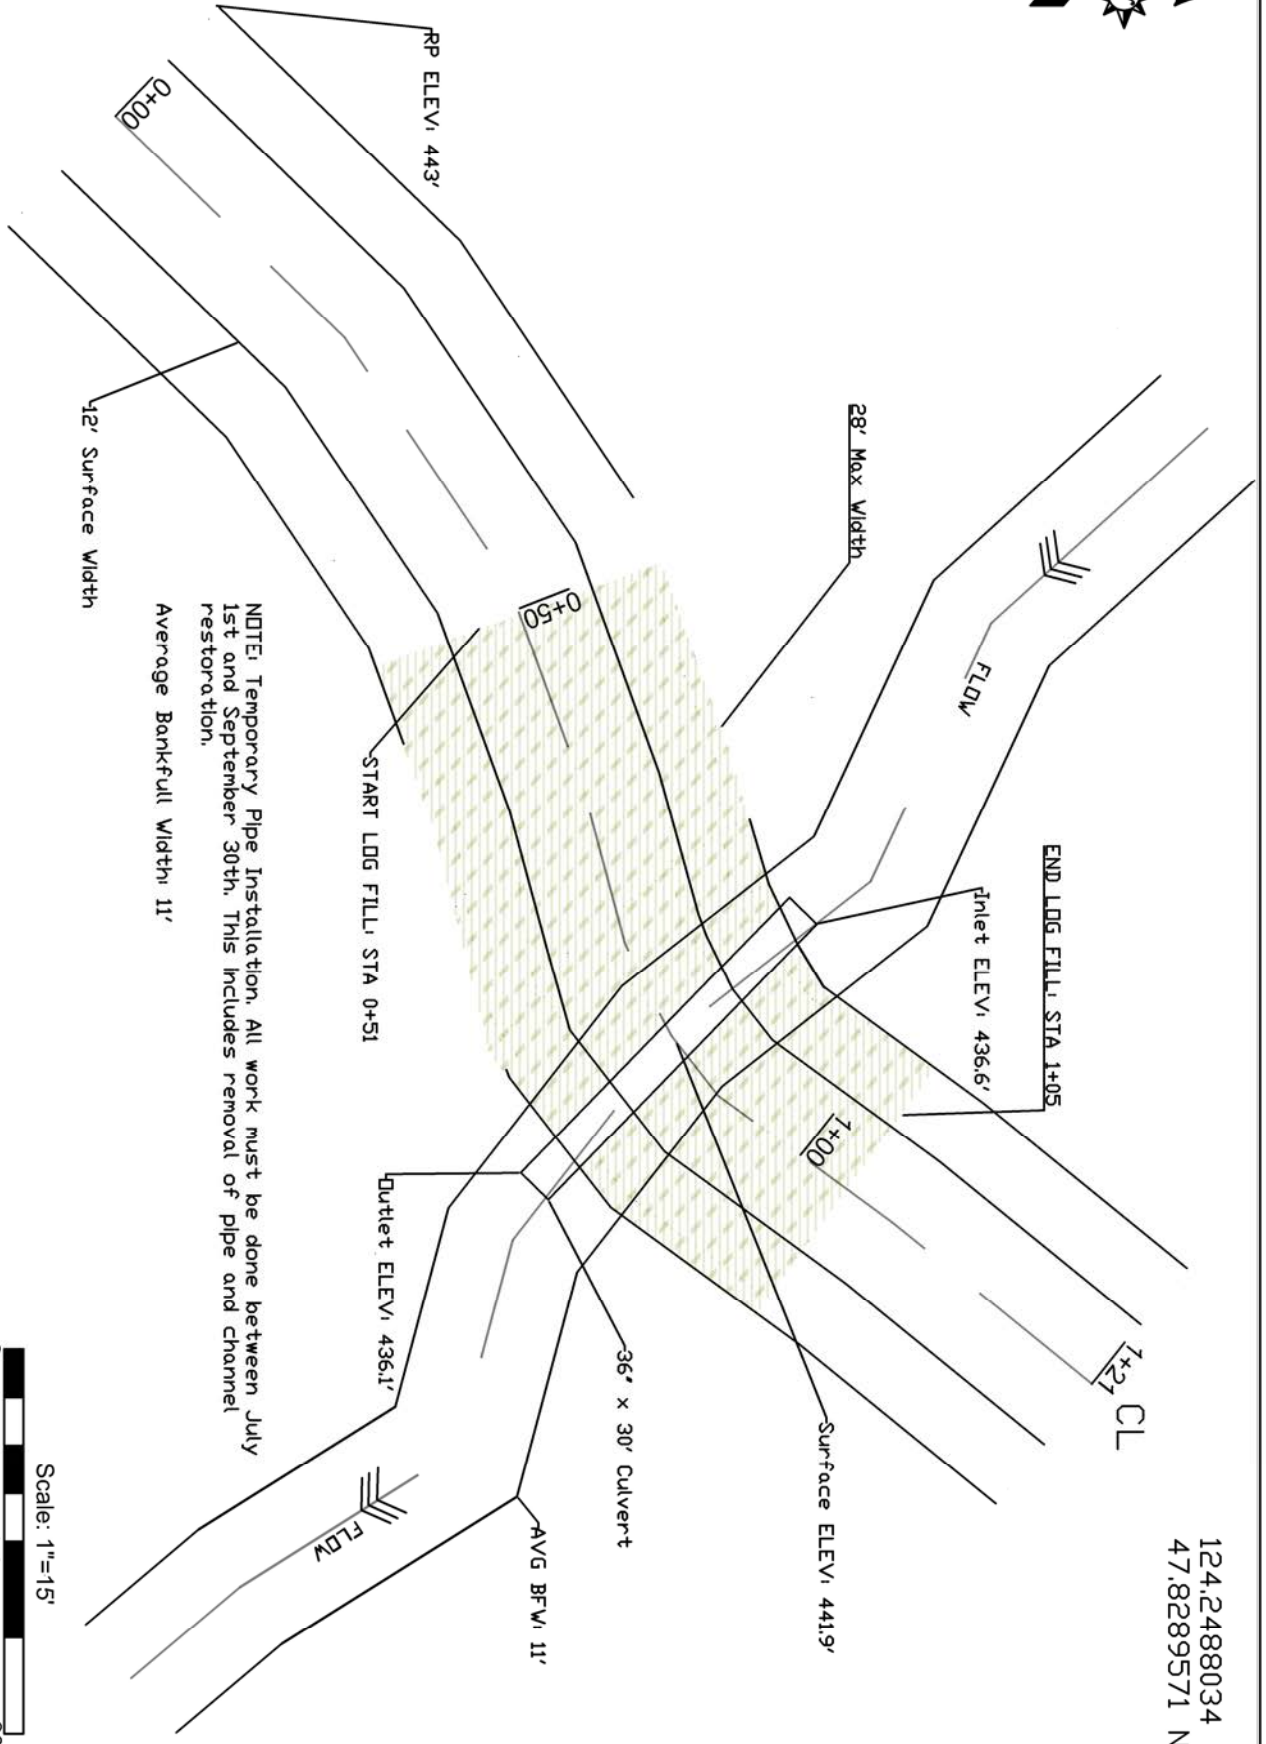 124.2488034
47.8289571 N
1+21 CL
END LOG FILL: STA 1+05
Inlet ELEV: 436.6'
28' Max Width
FLOW
1+00
Surface ELEV: 441.9'
36" x 30' Culvert
0+50
AVG BFW: 11'
RP ELEV: 443'
Outlet ELEV: 436.1'
START LOG FILL: STA 0+51
FLOW
0+00
NOTE: Temporary Pipe Installation. All work must be done between July
1st and September 30th. This includes removal of pipe and channel
restoration.
Average Bankfull Width: 11'
12' Surface Width
Scale: 1"=15'